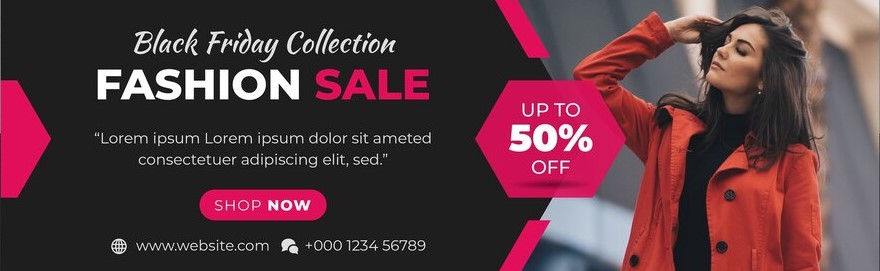 Black Friday Collection
FASHION SALE
“Lorem ipsum Lorem ipsum dolor sit ameted
consectetuer adipiscing elit, sed.”
SHOP NOW
www.website.com +000 1234 56789
UP TO
50%
OFF